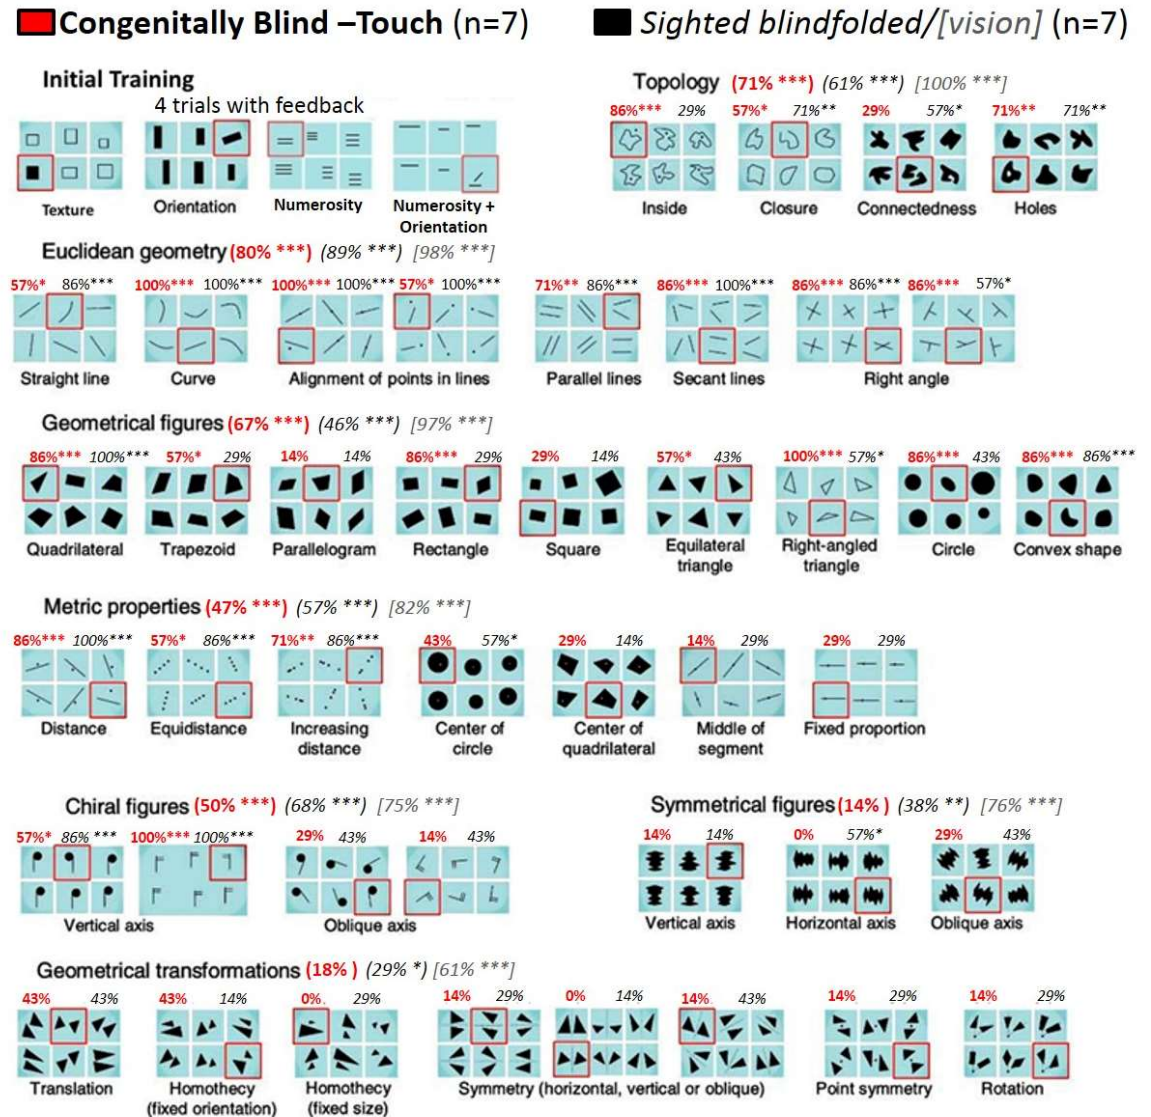 Congenitally Blind –Touch (n=7)
Sighted blindfolded/[vision] (n=7)
Initial Training
4 trials with feedback
Texture
Orientation
Numerosity
Numerosity +
Orientation
Topology (71% ***) (61% ***) [100% ***]
86%*** 29% 57%* 71%** 29% 57%* 71%** 71%**
Inside Closure Connectedness Holes
Euclidean geometry (80% ***) (89% ***) [98% ***]
57%* 86%*** 100%*** 100%*** 100%*** 100%*** 57%* 100%*** 71%** 86%*** 86%*** 100%*** 86%*** 86%*** 86%*** 57%*
Straight line Curve Alignment of points in lines Parallel lines Secant lines Right angle
Geometrical figures (67% ***) (46% ***) [97% ***]
86%*** 100%*** 57%* 29% 14% 14% 86%*** 29% 29% 14% 57%* 43% 100%*** 57%* 86%*** 43% 86%*** 86%***
Quadrilateral Trapezoid Parallelogram Rectangle Square Equilateral Right-angled Circle Convex shape
triangle triangle
Metric properties (47% ***) (57% ***) [82% ***]
86%*** 100%*** 57%* 86%*** 71%** 86%*** 43% 57%* 29% 14% 14% 29% 29% 29%
Distance Equidistance Increasing Center of Center of Middle of Fixed proportion
distance circle quadrilateral segment
Chiral figures (50% ***) (68% ***) [75% ***]
57%* 86% *** 100%*** 100%*** 29% 43% 14% 43%
Vertical axis Oblique axis
Symmetrical figures (14% ) (38% **) [76% ***]
14% 14% 0% 57%* 29% 43%
Vertical axis Horizontal axis Oblique axis
Geometrical transformations (18% ) (29% *) [61% ***]
43% 43% 43% 14% 0% 29% 14% 29% 0% 14% 14% 43% 14% 29% 14% 29%
Translation Homothecy Homothecy Symmetry (horizontal, vertical or oblique) Point symmetry Rotation
(fixed orientation) (fixed size)